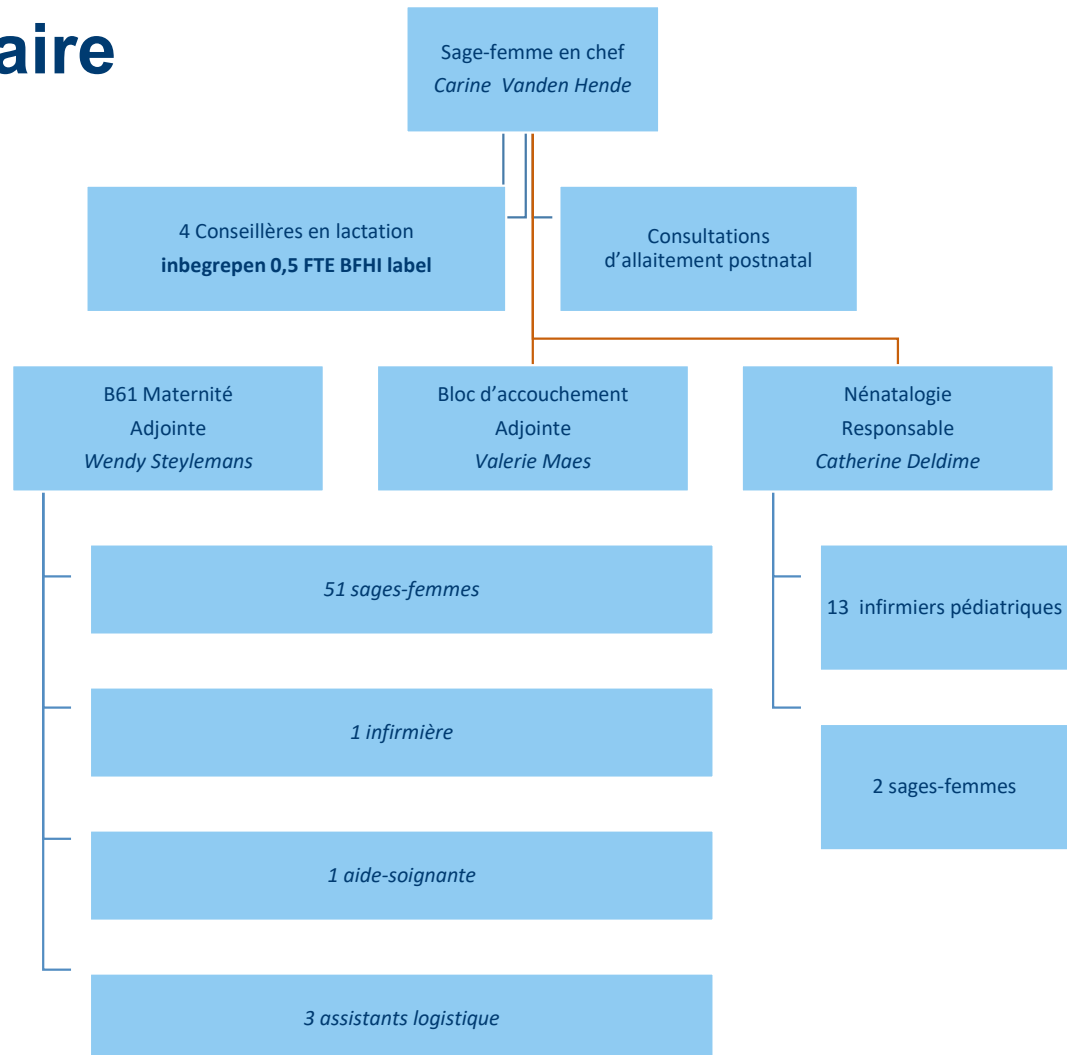 aire
Sage-femme en chef
Carine Vanden Hende
4 Conseillères en lactation
inbegrepen 0,5 FTE BFHI label
Consultations
d'allaitement postnatal
B61 Maternité
Adjointe
Wendy Steylemans
Bloc d'accouchement
Adjointe
Valerie Maes
Nénatalogie
Responsable
Catherine Deldime
51 sages-femmes
1 infirmière
1 aide-soignante
3 assistants logistique
13 infirmiers pédiatriques
2 sages-femmes